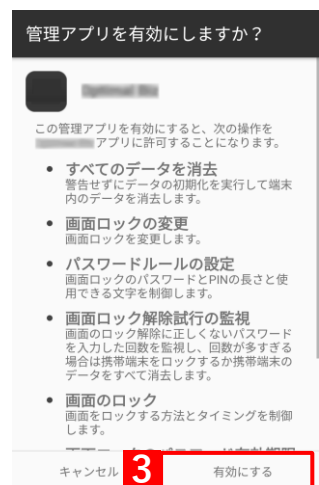 管理アプリを有効にしますか？
この管理アプリを有効にすると、次の操作を
アプリに許可することになります。
• すべてのデータを消去
警告せずにデータの初期化を実行して端末
内のデータを消去します。
• 画面ロックの変更
画面ロックを変更します。
• パスワードルールの設定
画面ロックのパスワードとPINの長さと使
用できる文字を制御します。
• 画面ロック解除試行の監視
画面のロック解除に正しくないパスワード
を入力した回数を監視し、回数が多すぎる
場合は携帯端末をロックするか携帯端末の
データをすべて消去します。
• 画面のロック
画面をロックする方法とタイミングを制御
します。
キャンセル
3
有効にする